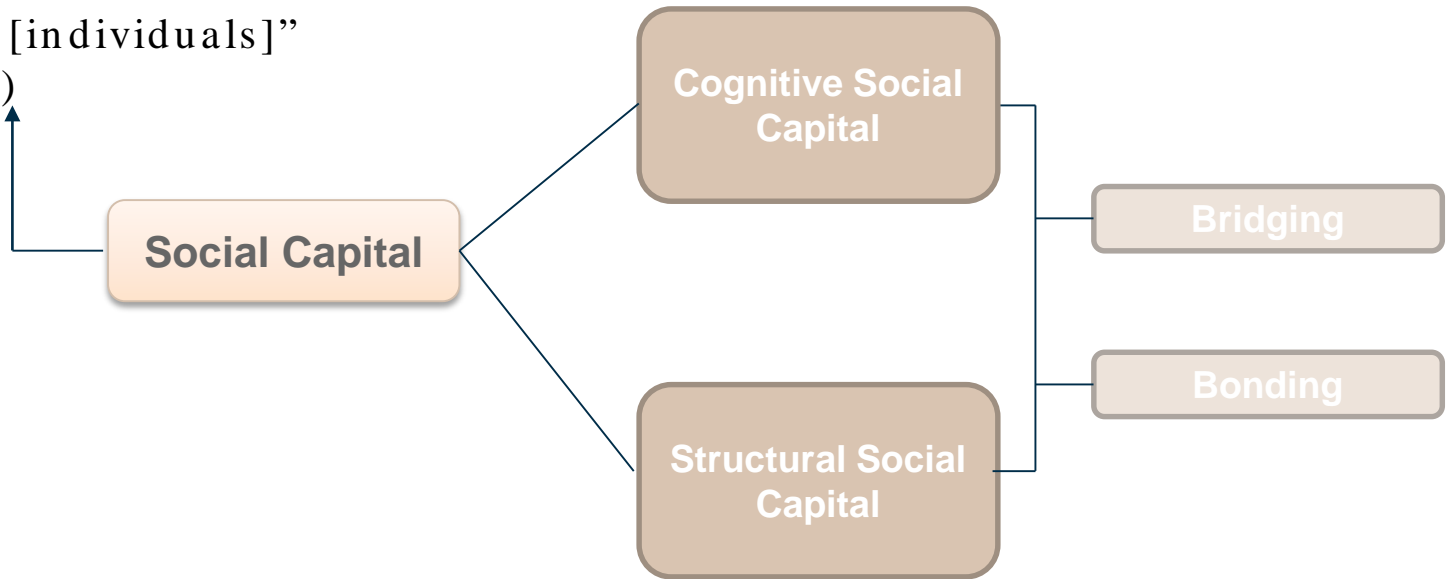 [individuals]”
)
Cognitive Social
Capital
Social Capital
Bridging
Bonding
Structural Social
Capital